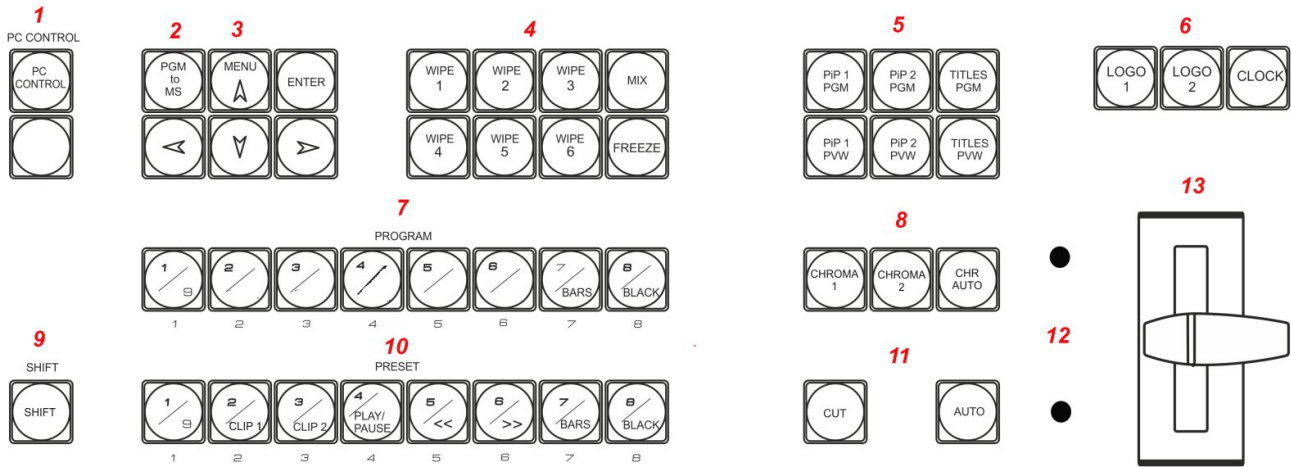 1
2
3
4
5
6
PC CONTROL
PC
CONTROL
PGM
to
MS
MENU
ENTER
WIPE
1
WIPE
2
WIPE
3
MIX
WIPE
4
WIPE
5
WIPE
6
FREEZE
PiP 1
PGM
PiP 2
PGM
TITLES
PGM
PiP 1
PVW
PiP 2
PVW
TITLES
PVW
LOGO
1
LOGO
2
CLOCK
7
PROGRAM
1
9
2
3
4
5
6
7
BARS
8
BLACK
1 2 3 4 5 6 7 8
8
CHROMA
1
CHROMA
2
CHR
AUTO
13
9
SHIFT
SHIFT
10
PRESET
1
9
2
CLIP 1
3
CLIP 2
4
PLAY/
PAUSE
5
<<
6
>>
7
BARS
8
BLACK
1 2 3 4 5 6 7 8
11
CUT
AUTO
12